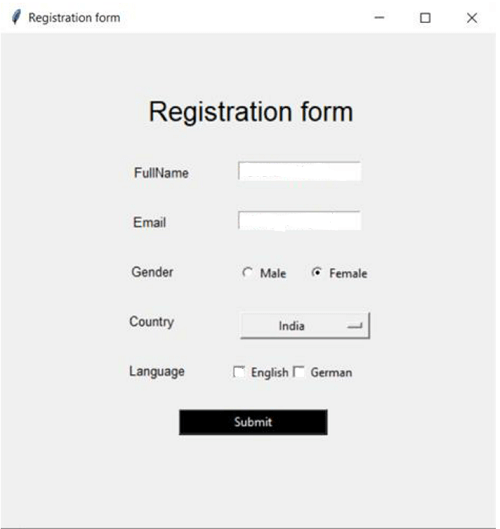 Registration form
Registration form
FullName
Email
Gender Male Female
Country India
Language English German
Submit